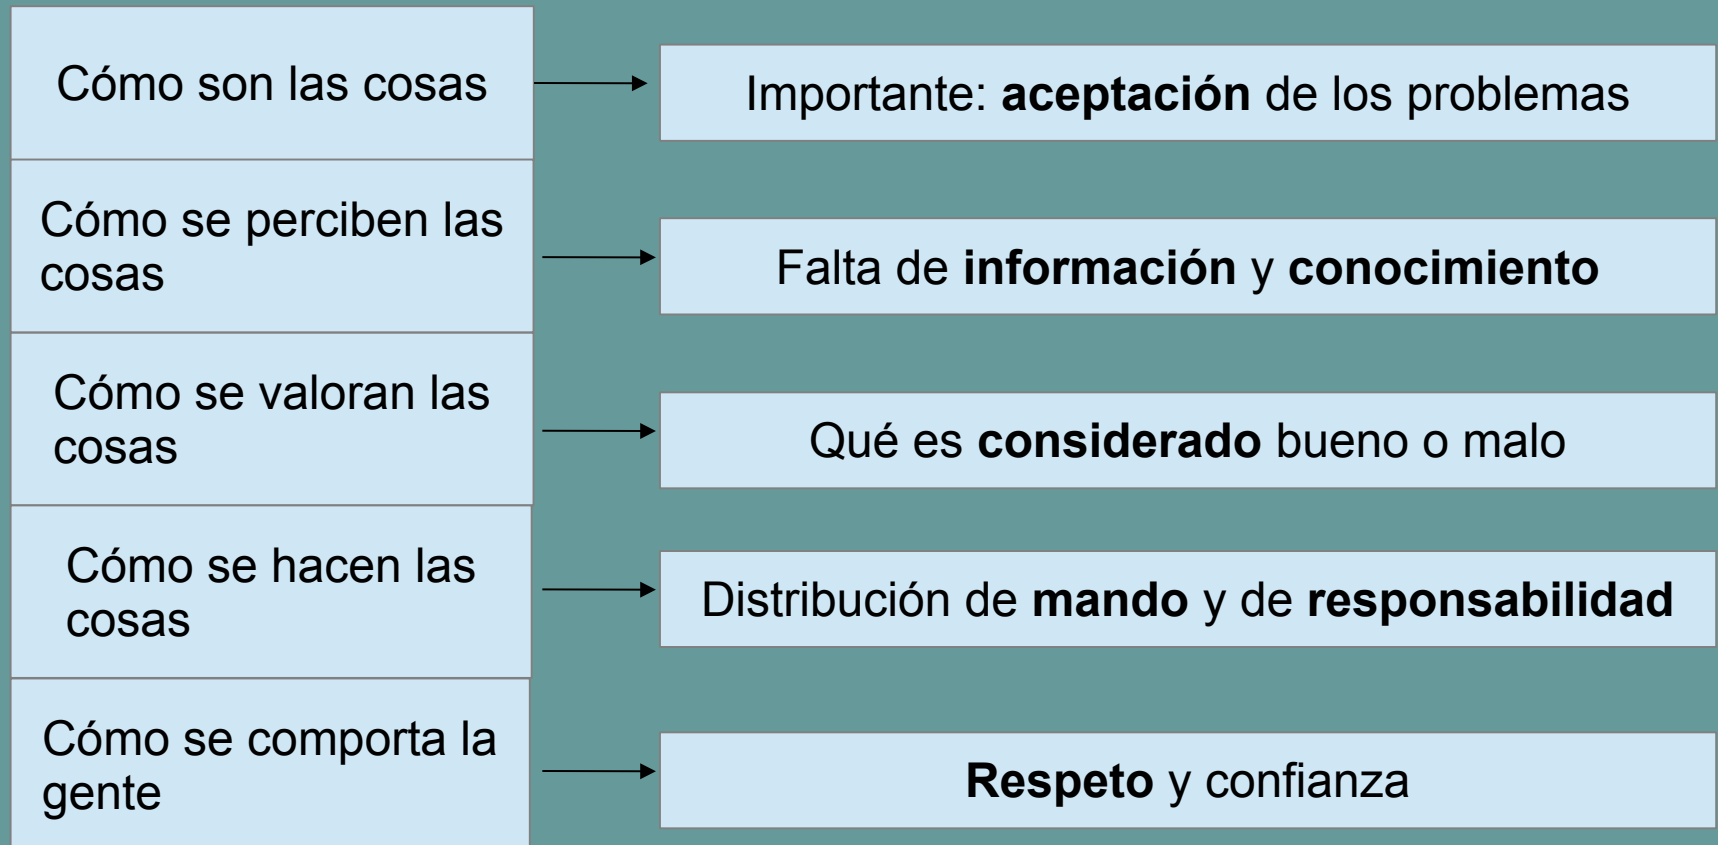 Cómo son las cosas
Importante: aceptación de los problemas
Cómo se perciben las
cosas
Falta de información y conocimiento
Cómo se valoran las
cosas
Qué es considerado bueno o malo
Cómo se hacen las
cosas
Distribución de mando y de responsabilidad
Cómo se comporta la
gente
Respeto y confianza